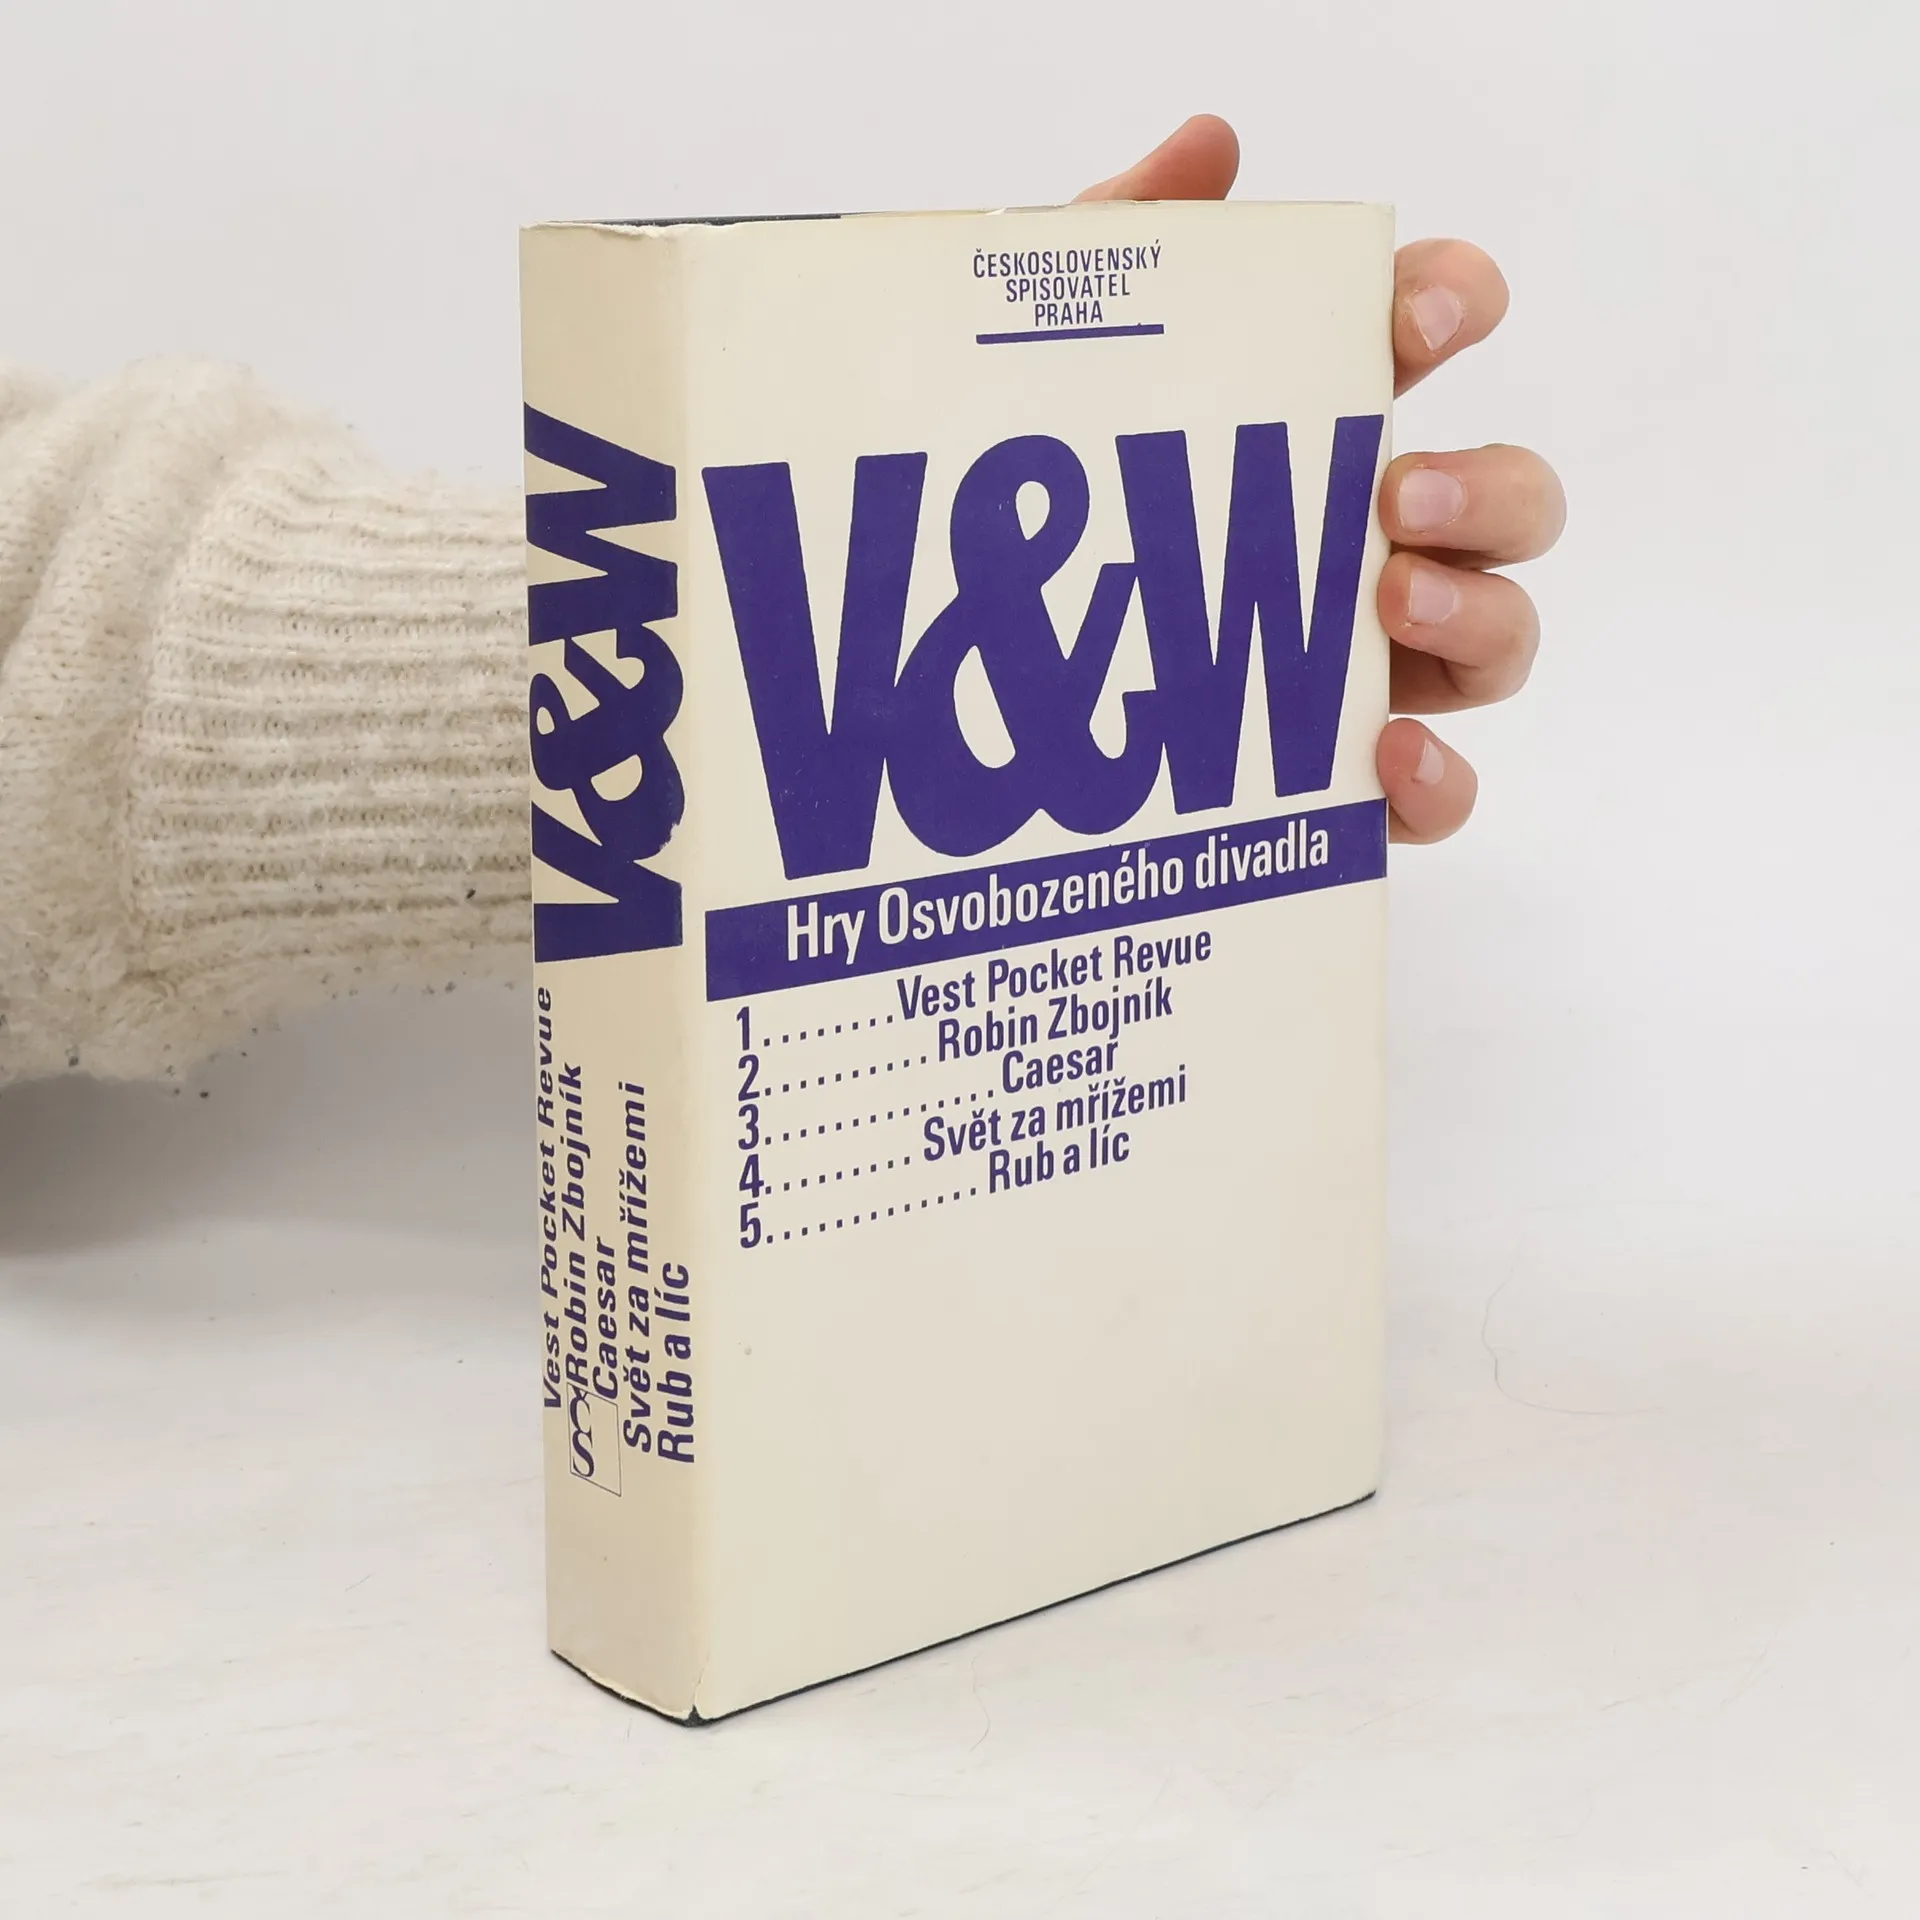 ČESKOSLOVENSKÝ
SPISOVATEL
PRAHA
V&W
Hry Osvobozeného divadla
1........Vest Pocket Revue
2..........Robin Zbojník
3.............Caesar
4.........Svět za mřížemi
5............Rub a líc
V&W
Vest Pocket Revue
Robin Zbojník
Caesar
Svět za mřížemi
Rub a líc